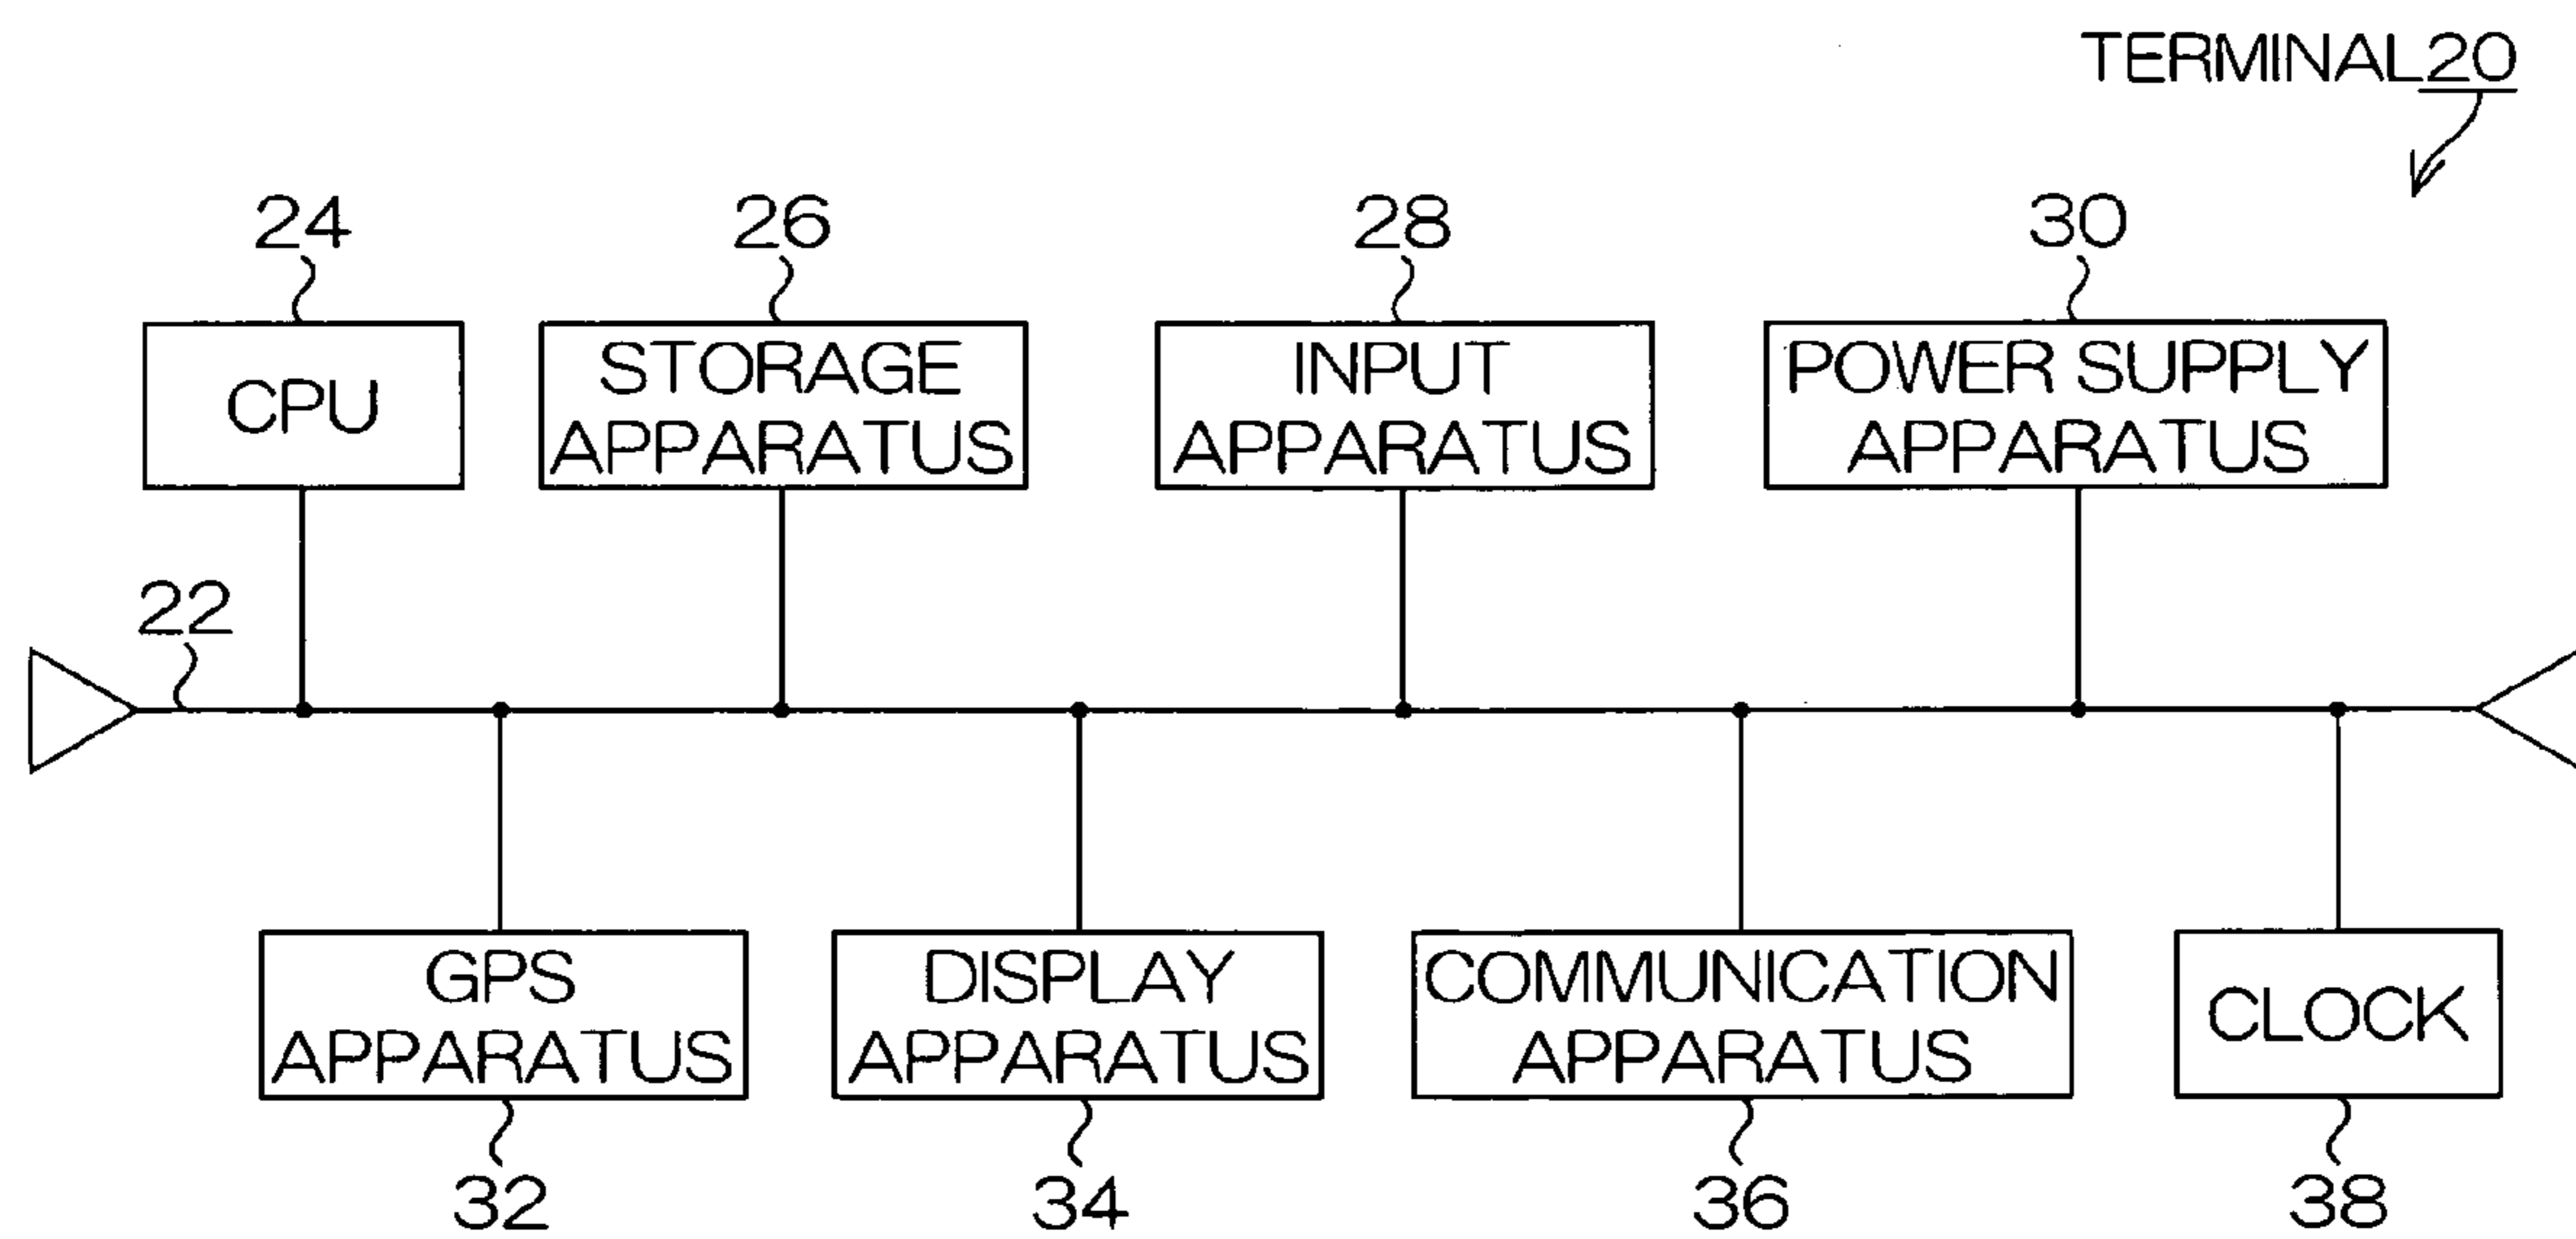 TERMINAL20
24
26
28
30
CPU
STORAGE
APPARATUS
INPUT
APPARATUS
POWER SUPPLY
APPARATUS
22
GPS
APPARATUS
DISPLAY
APPARATUS
COMMUNICATION
APPARATUS
CLOCK
32
34
36
38